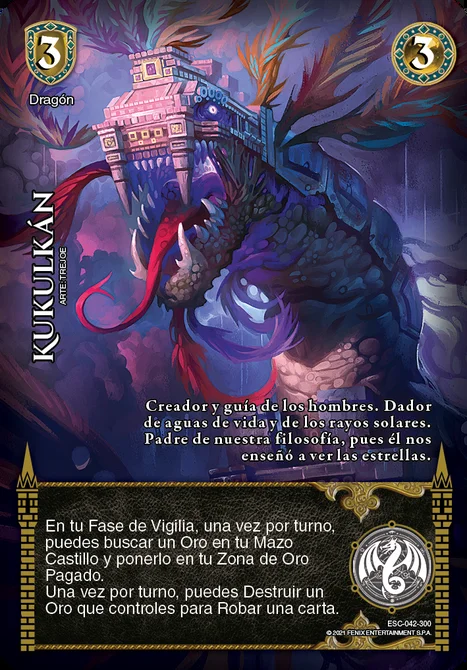 3
3
Dragón
KUKULKÁN
ARTE: TREJOE
Creador y guía de los hombres. Dador
de aguas de vida y de los rayos solares.
Padre de nuestra filosofía, pues él nos
enseñó a ver las estrellas.
En tu Fase de Vigilia, una vez por turno,
puedes buscar un Oro en tu Mazo
Castillo y ponerlo en tu Zona de Oro
Pagado.
Una vez por turno, puedes Destruir un
Oro que controles para Robar una carta.
ESC-042-300
© 2021 FENIX ENTERTAINMENT S.P.A.